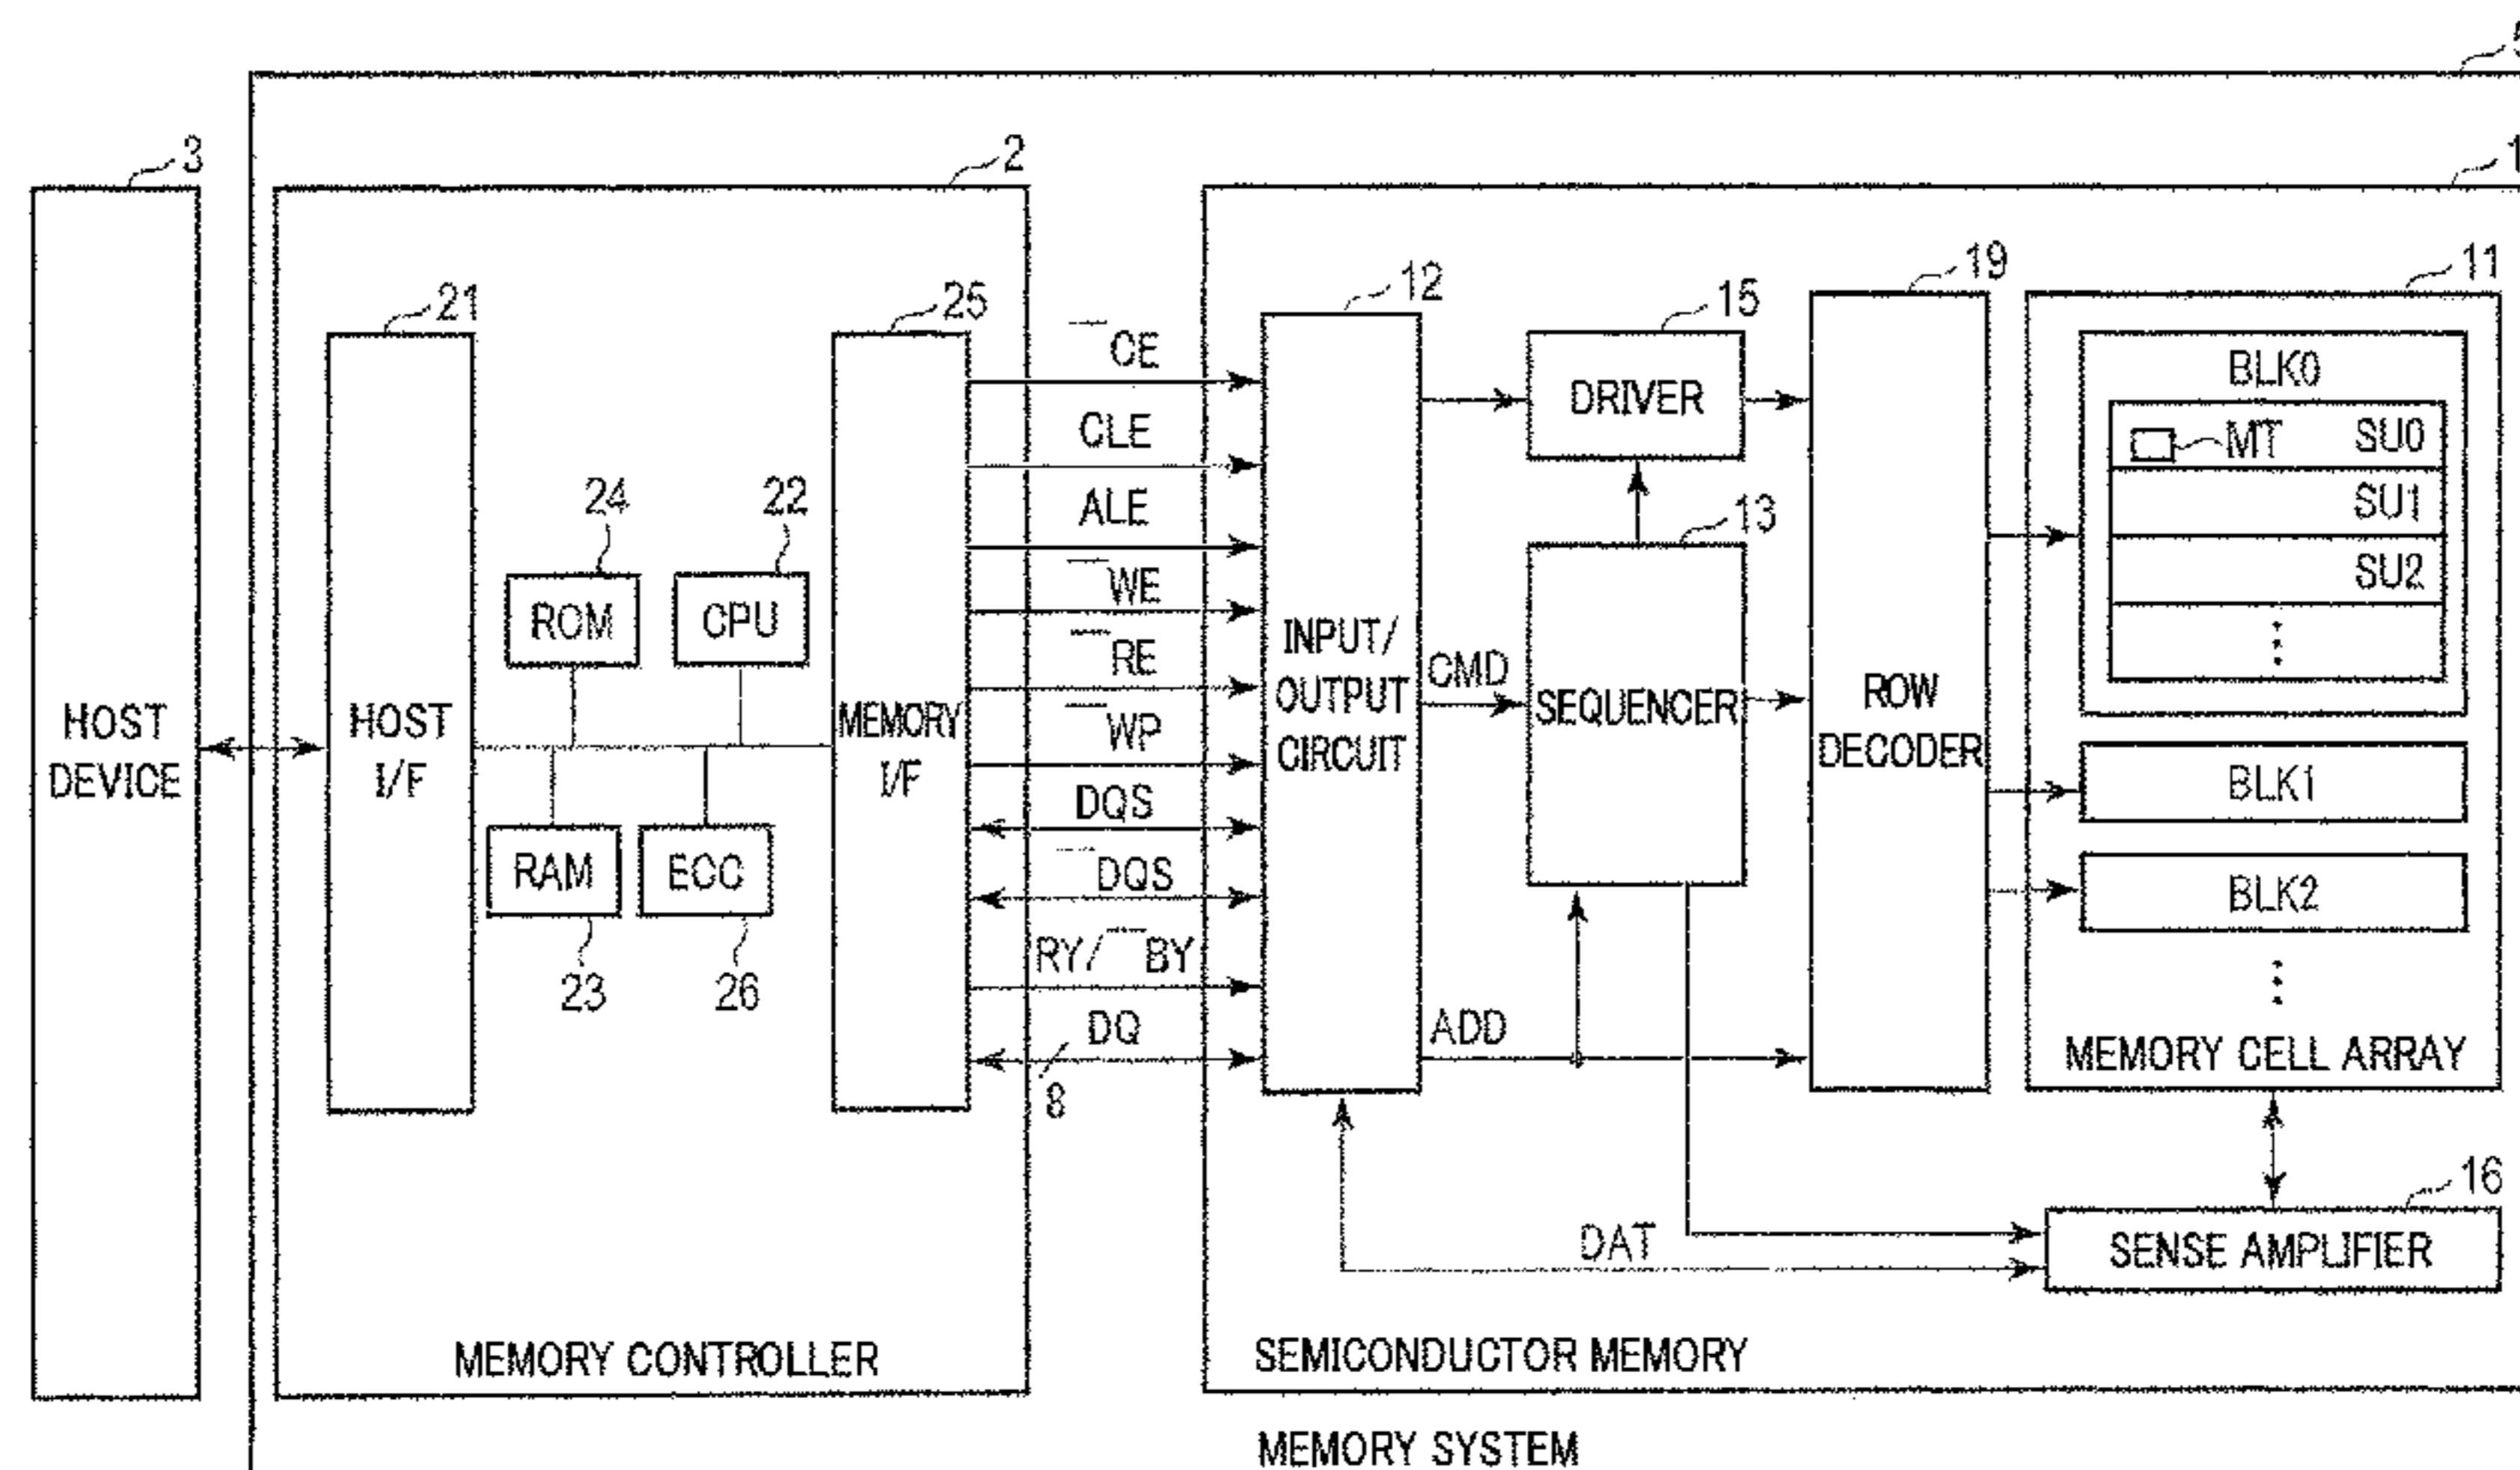 5
3
2
1
21
25
12
15
19
11
24
22
13
23
26
16
HOST
DEVICE
HOST
I/F
ROM
CPU
RAM
ECC
MEMORY
I/F
MEMORY CONTROLLER
CE
CLE
ALE
WE
RE
WP
DQS
DQS
RY/BY
DQ
8
INPUT/
OUTPUT
CIRCUIT
CMD
ADD
DAT
DRIVER
SEQUENCER
ROW
DECODER
BLK0
MT SU0
SU1
SU2
BLK1
BLK2
MEMORY CELL ARRAY
SENSE AMPLIFIER
SEMICONDUCTOR MEMORY
MEMORY SYSTEM